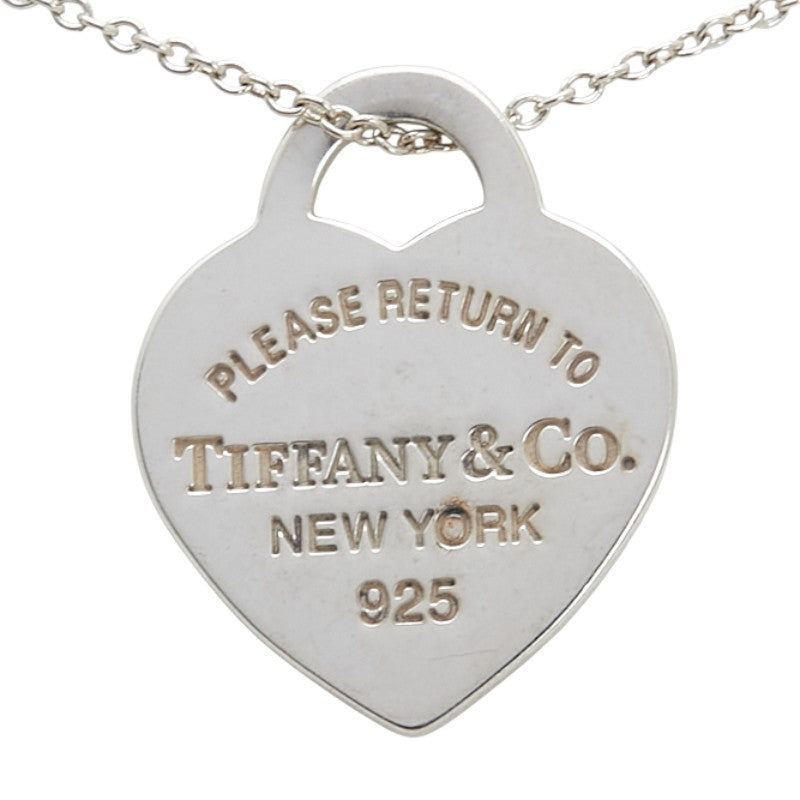 PLEASE RETURN TO
TIFFANY & CO.
NEW YORK
925